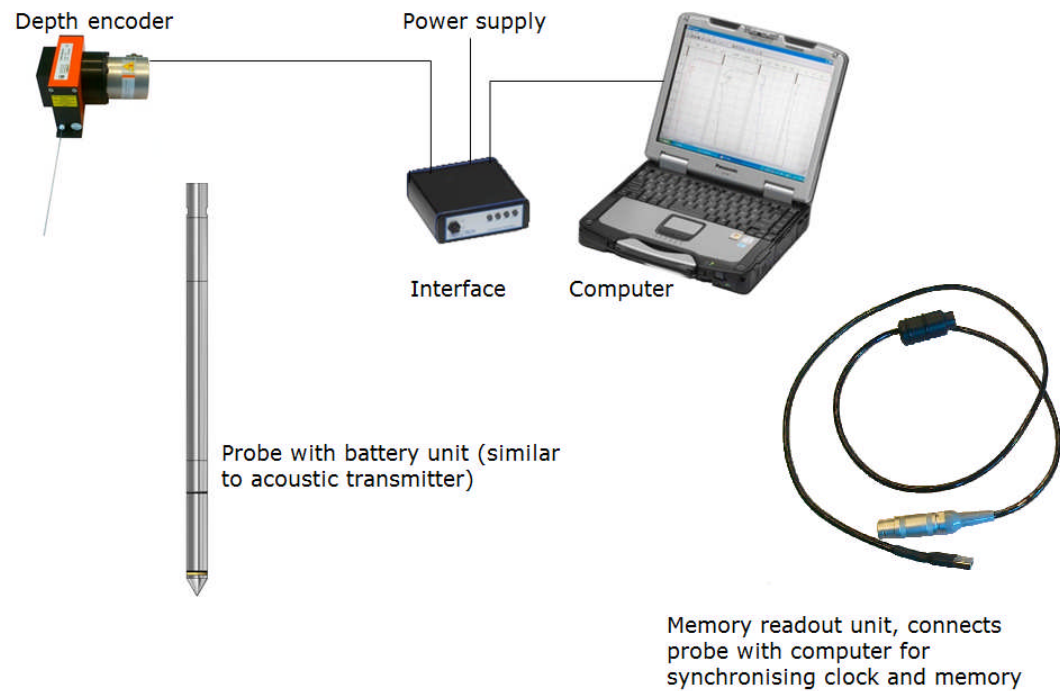 Depth encoder
Power supply
Interface
Computer
Panasonic
Probe with battery unit (similar
to acoustic transmitter)
Memory readout unit, connects
probe with computer for
synchronising clock and memory